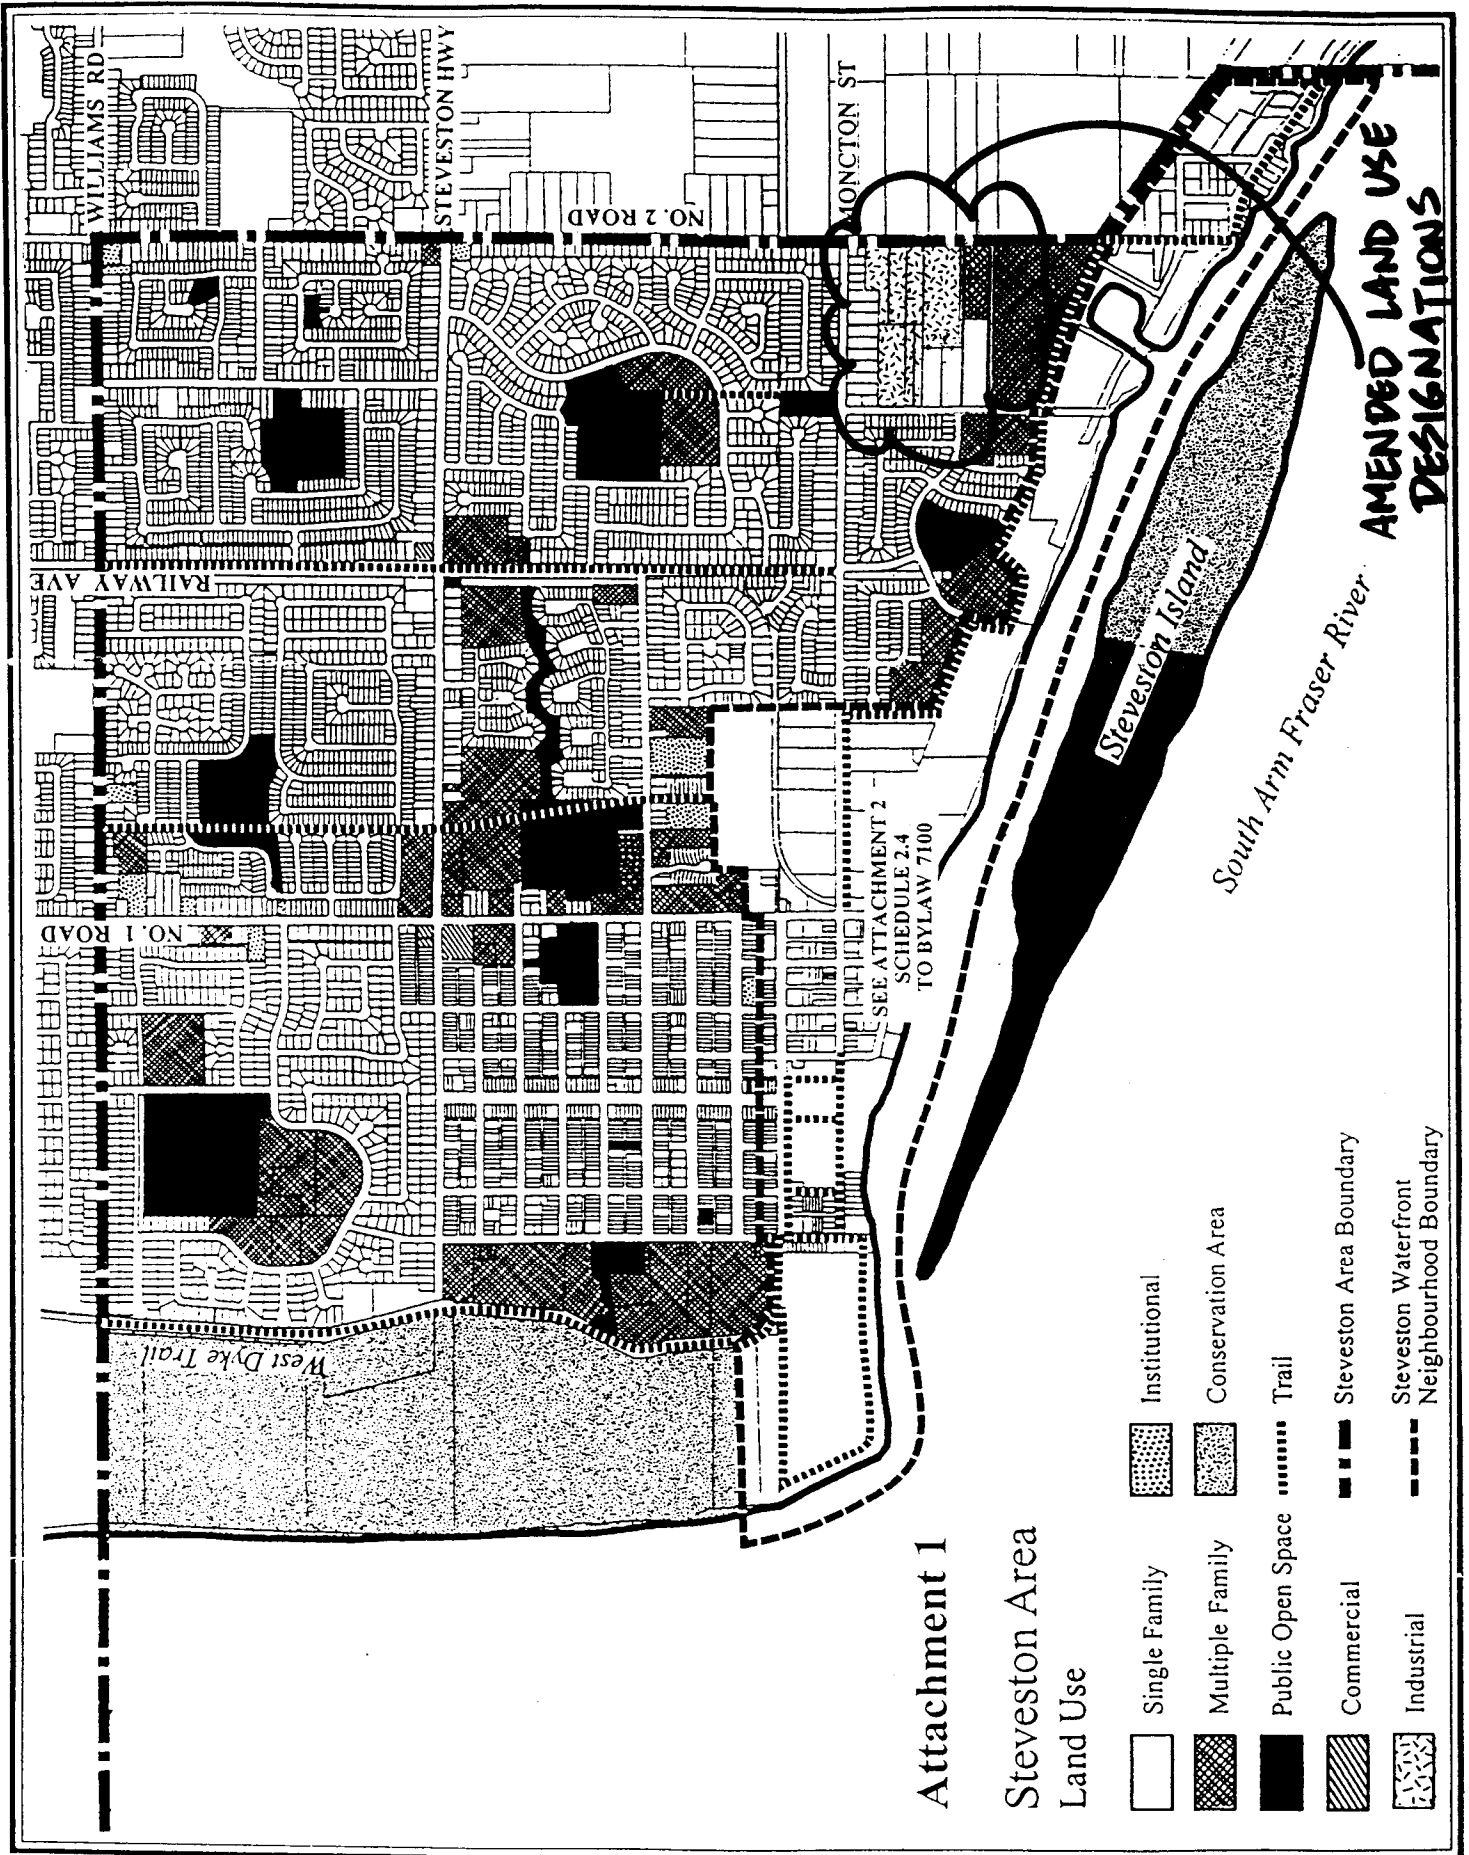 WILLIAMS RD
STEVESTON HWY
NO. 2 ROAD
MONCTON ST
RAILWAY AVE
NO. 1 ROAD
West Dyke Trail
SEE ATTACHMENT 2
SCHEDULE 2.4
TO BYLAW 7100
Steveston Island
South Arm Fraser River
AMENDED LAND USE
DESIGNATIONS
Attachment 1
Steveston Area
Land Use
Single Family
Multiple Family
Public Open Space
Commercial
Industrial
Institutional
Conservation Area
Trail
Steveston Area Boundary
Steveston Waterfront
Neighbourhood Boundary